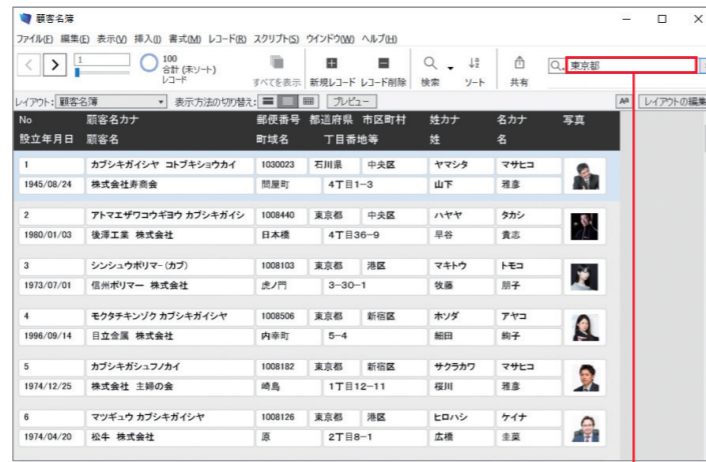 顧客名簿
ファイル(F) 編集(E) 表示(V) 挿入(I) 書式(M) レコード(R) スクリプト(S) ウインドウ(W) ヘルプ(H)
1
100
合計 (未ソート)
レコード
すべてを表示 新規レコード レコード削除 検索 ソート 共有
東京都
レイアウト: 顧客名簿 表示方法の切り替え: プレビュー Aa レイアウトの編集
No 顧客名カナ 郵便番号 都道府県 市区町村 姓カナ 名カナ 写真
設立年月日 顧客名 町域名 丁目番地等 姓 名
1 カブシキガイシヤ コトブキショウカイ 1030023 石川県 中央区 ヤマシタ マサヒコ
1945/08/24 株式会社寿商会 問屋町 4丁目1-3 山下 雅彦
2 アトマエザワコウギヨウ カブシキガイシ 1008440 東京都 中央区 ハヤヤ タカシ
1980/01/03 後澤工業 株式会社 日本橋 4丁目36-9 早谷 貴志
3 シンシュウポリマー(カブ) 1008103 東京都 港区 マキトウ トモコ
1973/07/01 信州ポリマー 株式会社 虎ノ門 3-30-1 牧藤 朋子
4 モクタチキンゾク カブシキガイシヤ 1008506 東京都 新宿区 ホソダ アヤコ
1996/09/14 目立金属 株式会社 内幸町 5-4 細田 絢子
5 カブシキガシュフノカイ 1008182 東京都 新宿区 サクラカワ マサヒコ
1974/12/25 株式会社 主婦の会 崎島 1丁目12-11 桜川 雅彦
6 マツギュウ カブシキガイシヤ 1008126 東京都 港区 ヒロハシ ケイナ
1974/04/20 松牛 株式会社 原 2丁目8-1 広橋 圭菜